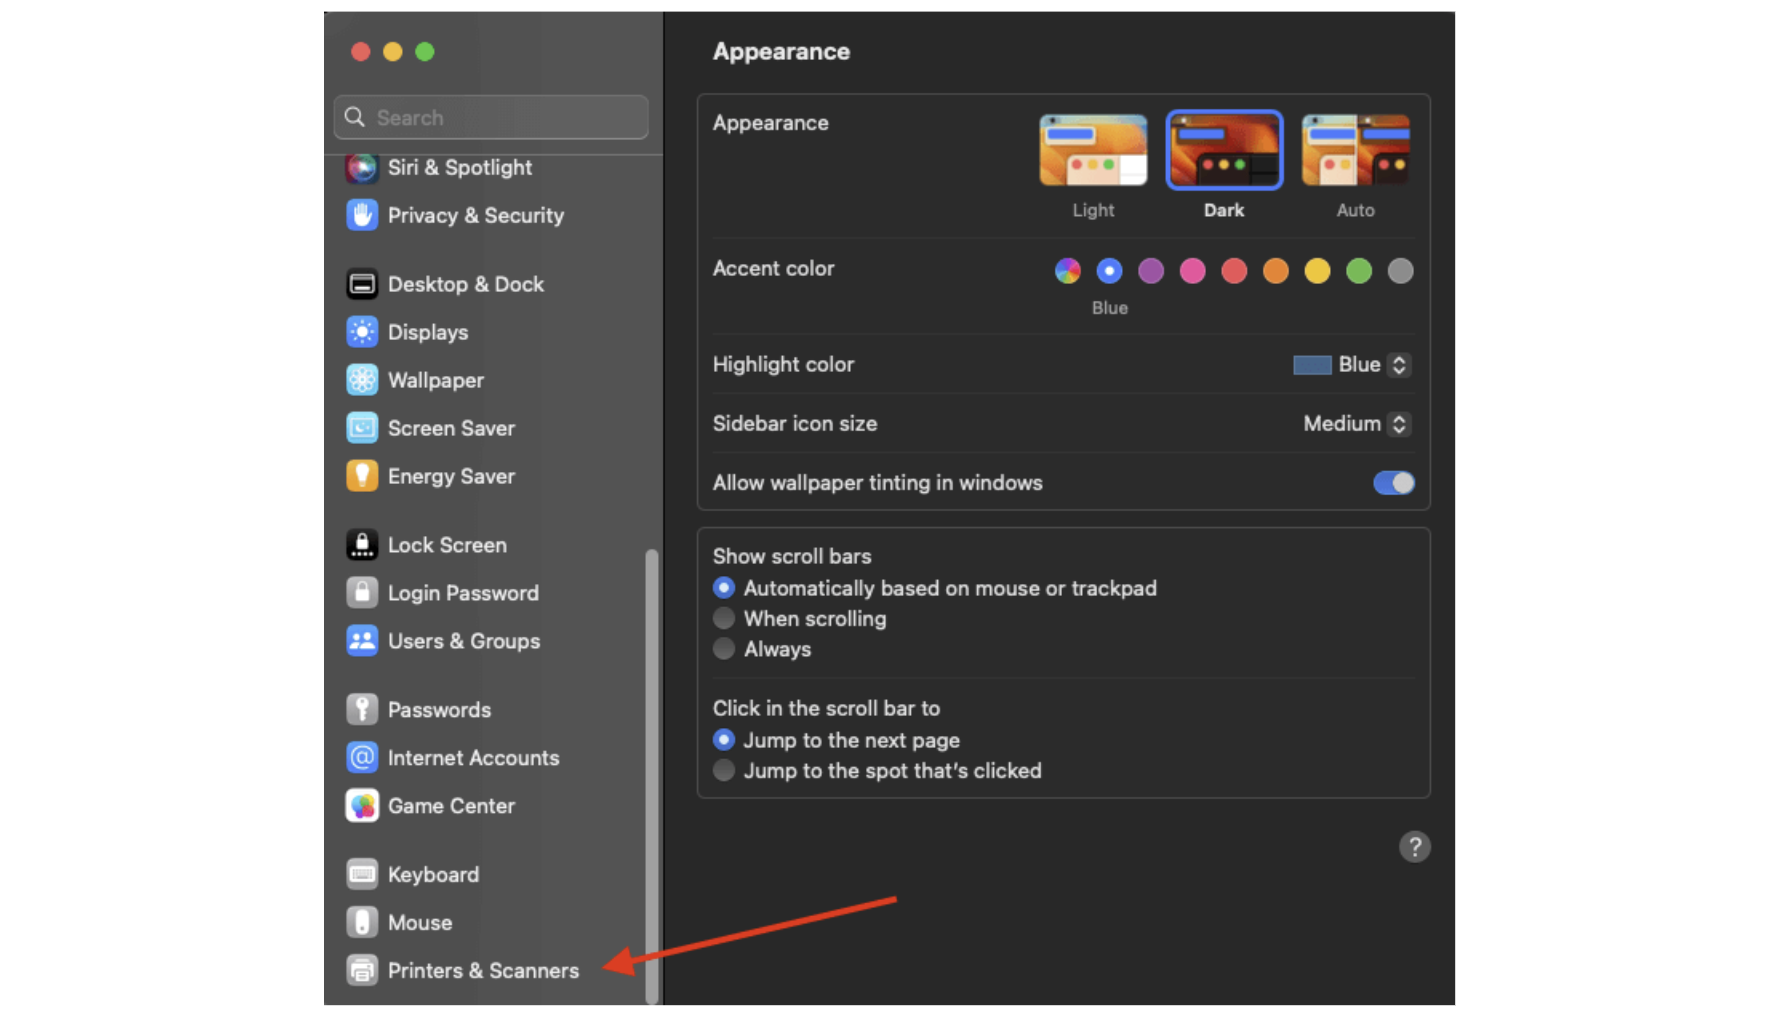 Search
Siri & Spotlight
Privacy & Security
Desktop & Dock
Displays
Wallpaper
Screen Saver
Energy Saver
Lock Screen
Login Password
Users & Groups
Passwords
Internet Accounts
Game Center
Keyboard
Mouse
Printers & Scanners
Appearance
Appearance
Light
Dark
Auto
Accent color
Blue
Highlight color
Blue
Sidebar icon size
Medium
Allow wallpaper tinting in windows
Show scroll bars
Automatically based on mouse or trackpad
When scrolling
Always
Click in the scroll bar to
Jump to the next page
Jump to the spot that's clicked
?